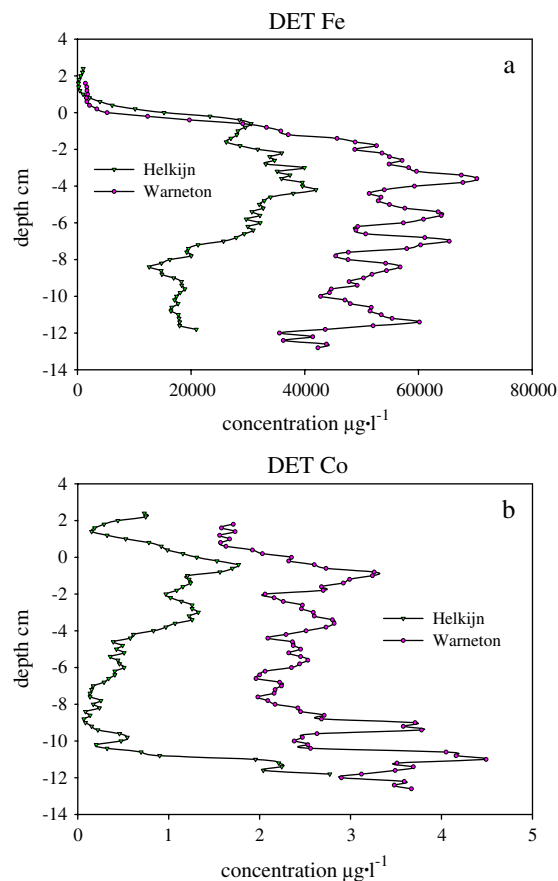 DET Fe
a
4
2
0
-2
-4
-6
-8
-10
-12
-14
depth cm
Helkijn
Warneton
0 20000 40000 60000 80000
concentration µg·l-1
DET Co
b
4
2
0
-2
-4
-6
-8
-10
-12
-14
depth cm
Helkijn
Warneton
0 1 2 3 4 5
concentration µg·l-1